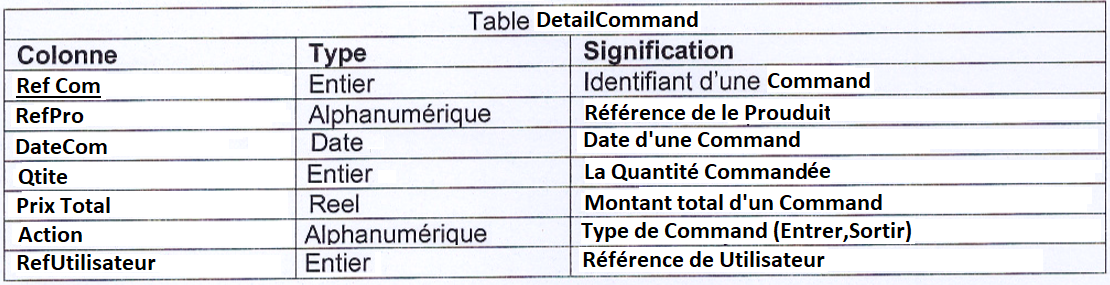 Table DetailCommand
Colonne Type Signification
Ref Com Entier Identifiant d'une Command
RefPro Alphanumérique Référence de le Prouduit
DateCom Date Date d'une Command
Qtite Entier La Quantité Commandée
Prix Total Reel Montant total d'un Command
Action Alphanumérique Type de Command (Entrer,Sortir)
RefUtilisateur Entier Référence de Utilisateur